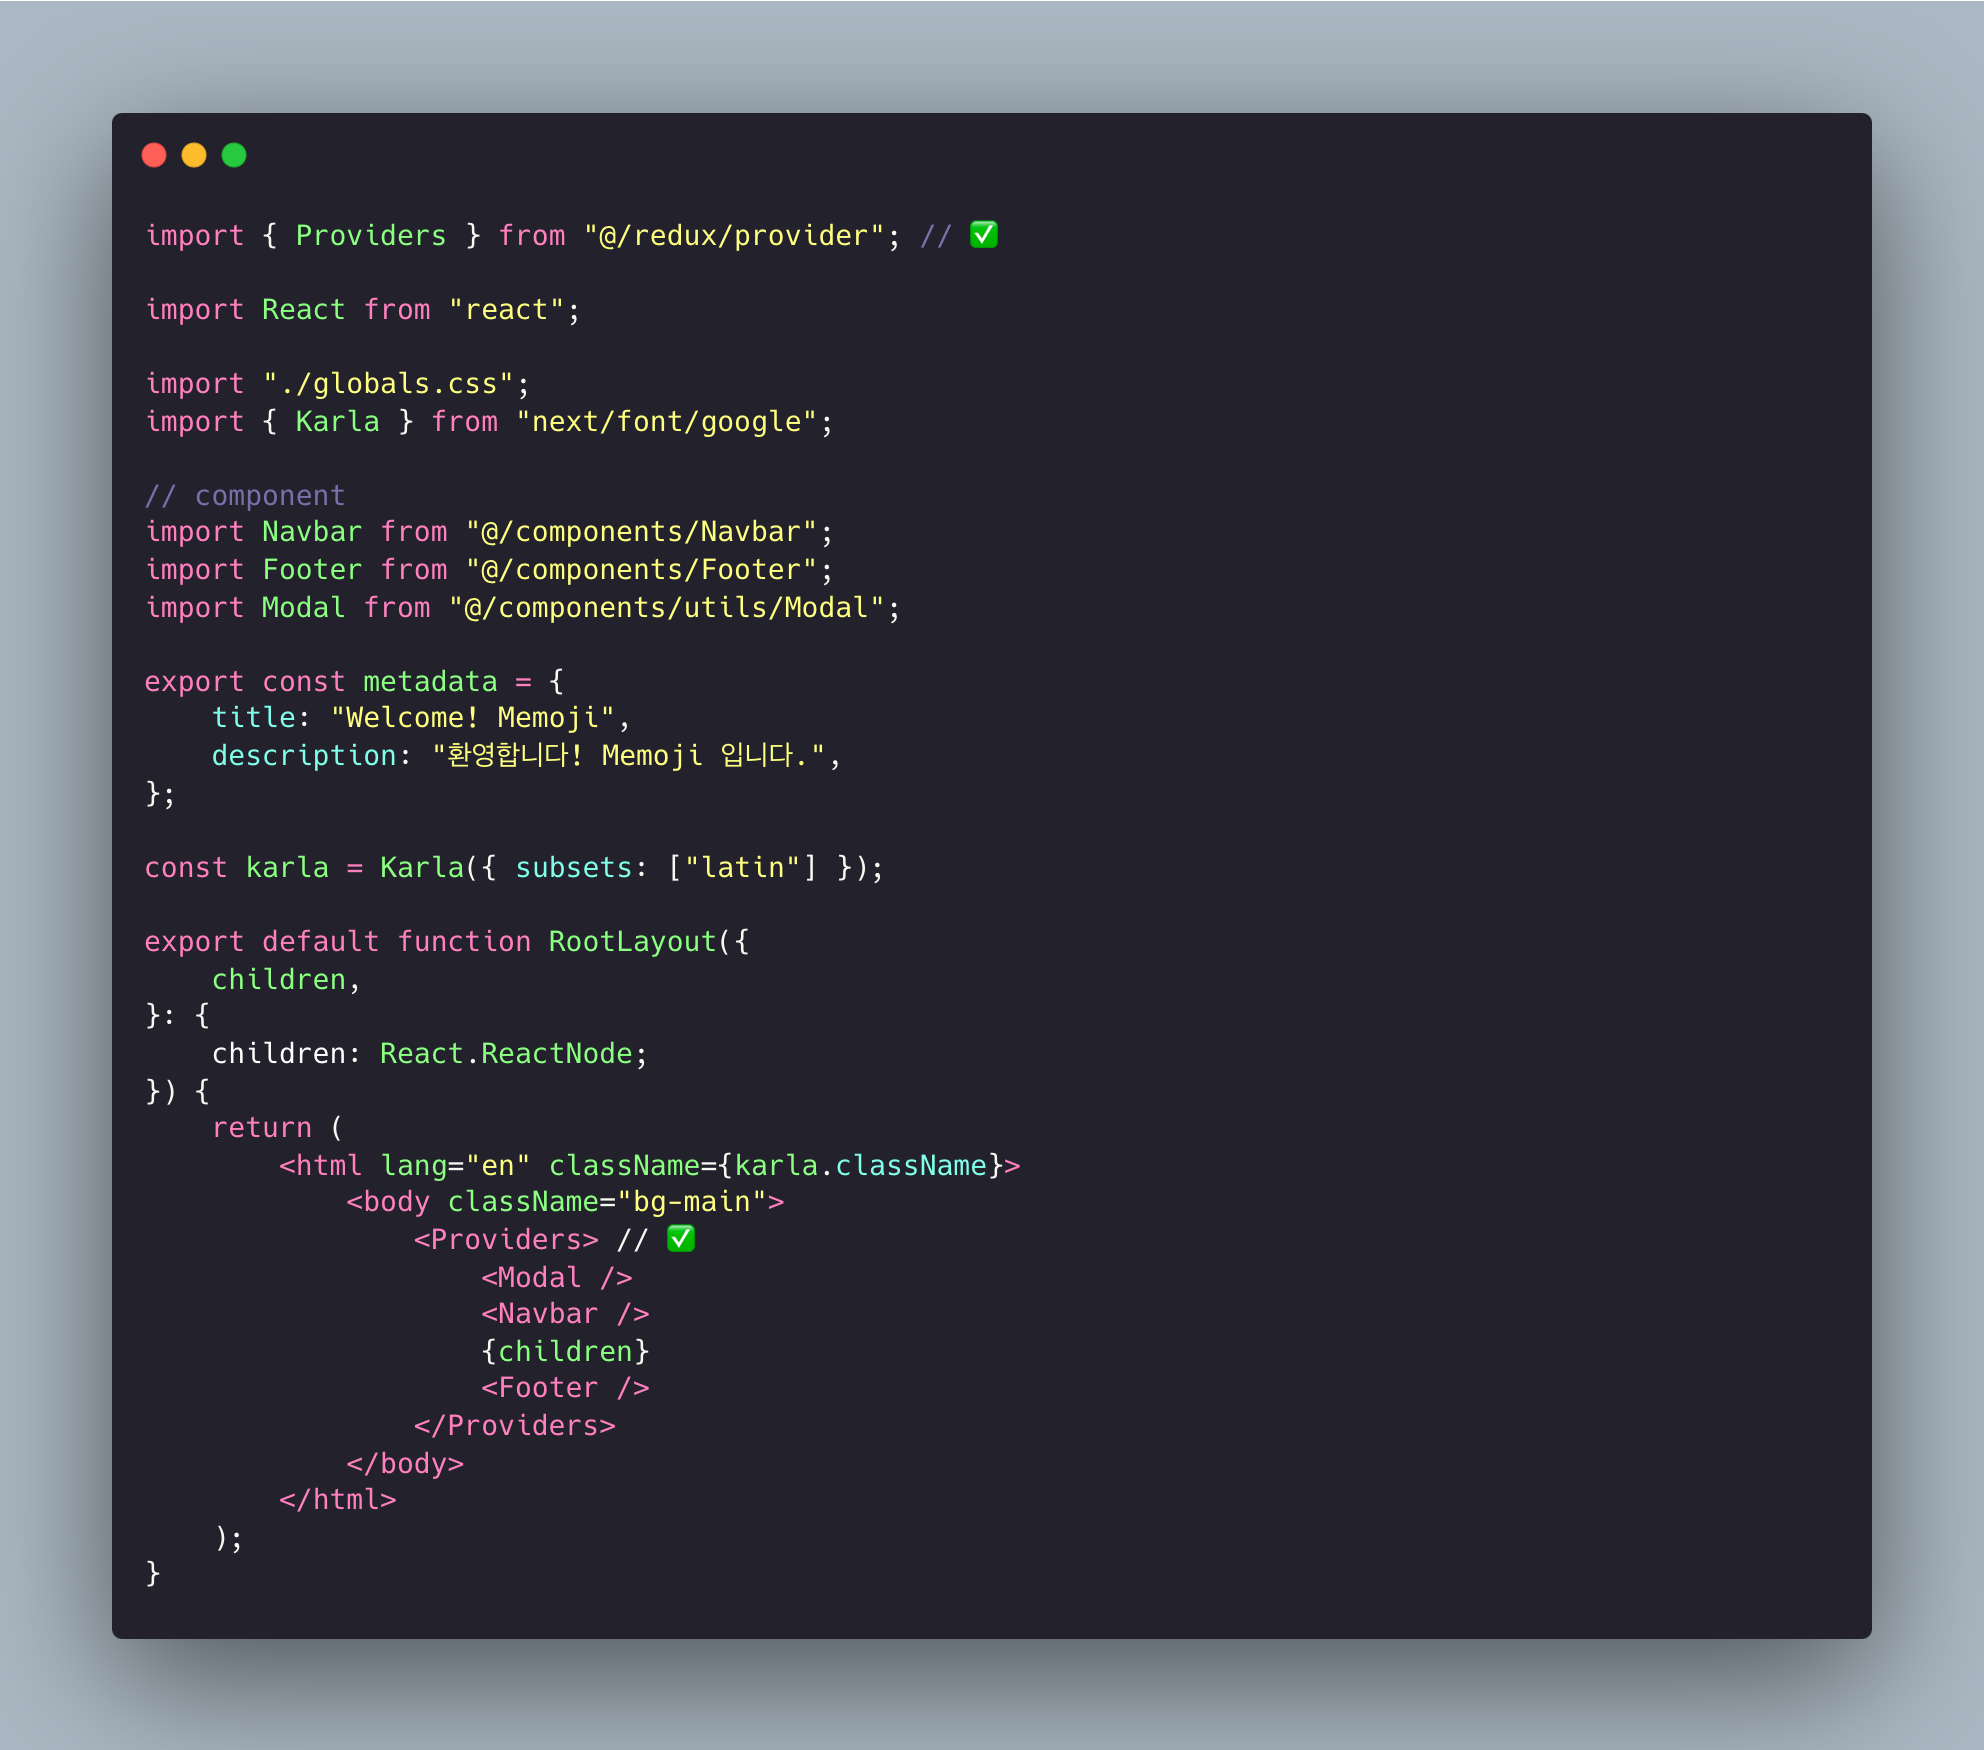 import { Providers } from "@/redux/provider"; // ✅
import React from "react";
import "./globals.css";
import { Karla } from "next/font/google";
// component
import Navbar from "@/components/Navbar";
import Footer from "@/components/Footer";
import Modal from "@/components/utils/Modal";
export const metadata = {
    title: "Welcome! Memoji",
    description: "환영합니다! Memoji 입니다.",
};
const karla = Karla({ subsets: ["latin"] });
export default function RootLayout({
    children,
}: {
    children: React.ReactNode;
}) {
    return (
        <html lang="en" className={karla.className}>
            <body className="bg-main">
                <Providers> // ✅
                    <Modal />
                    <Navbar />
                    {children}
                    <Footer />
                </Providers>
            </body>
        </html>
    );
}